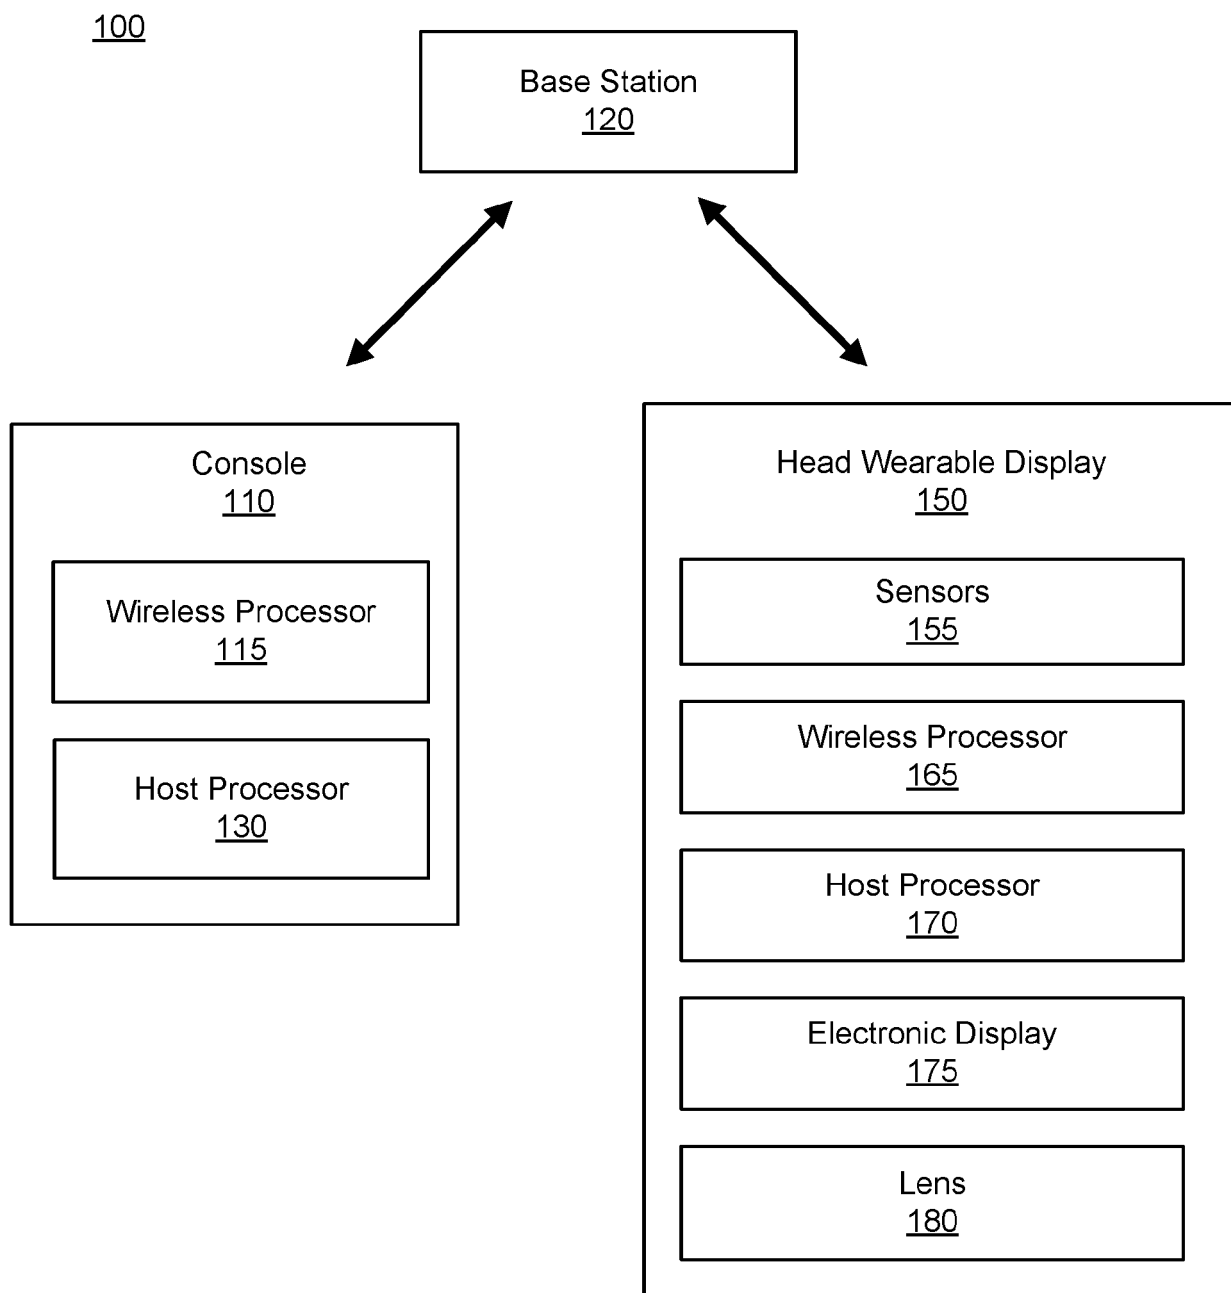 100
Base Station
120
Console
110
Wireless Processor
115
Host Processor
130
Head Wearable Display
150
Sensors
155
Wireless Processor
165
Host Processor
170
Electronic Display
175
Lens
180